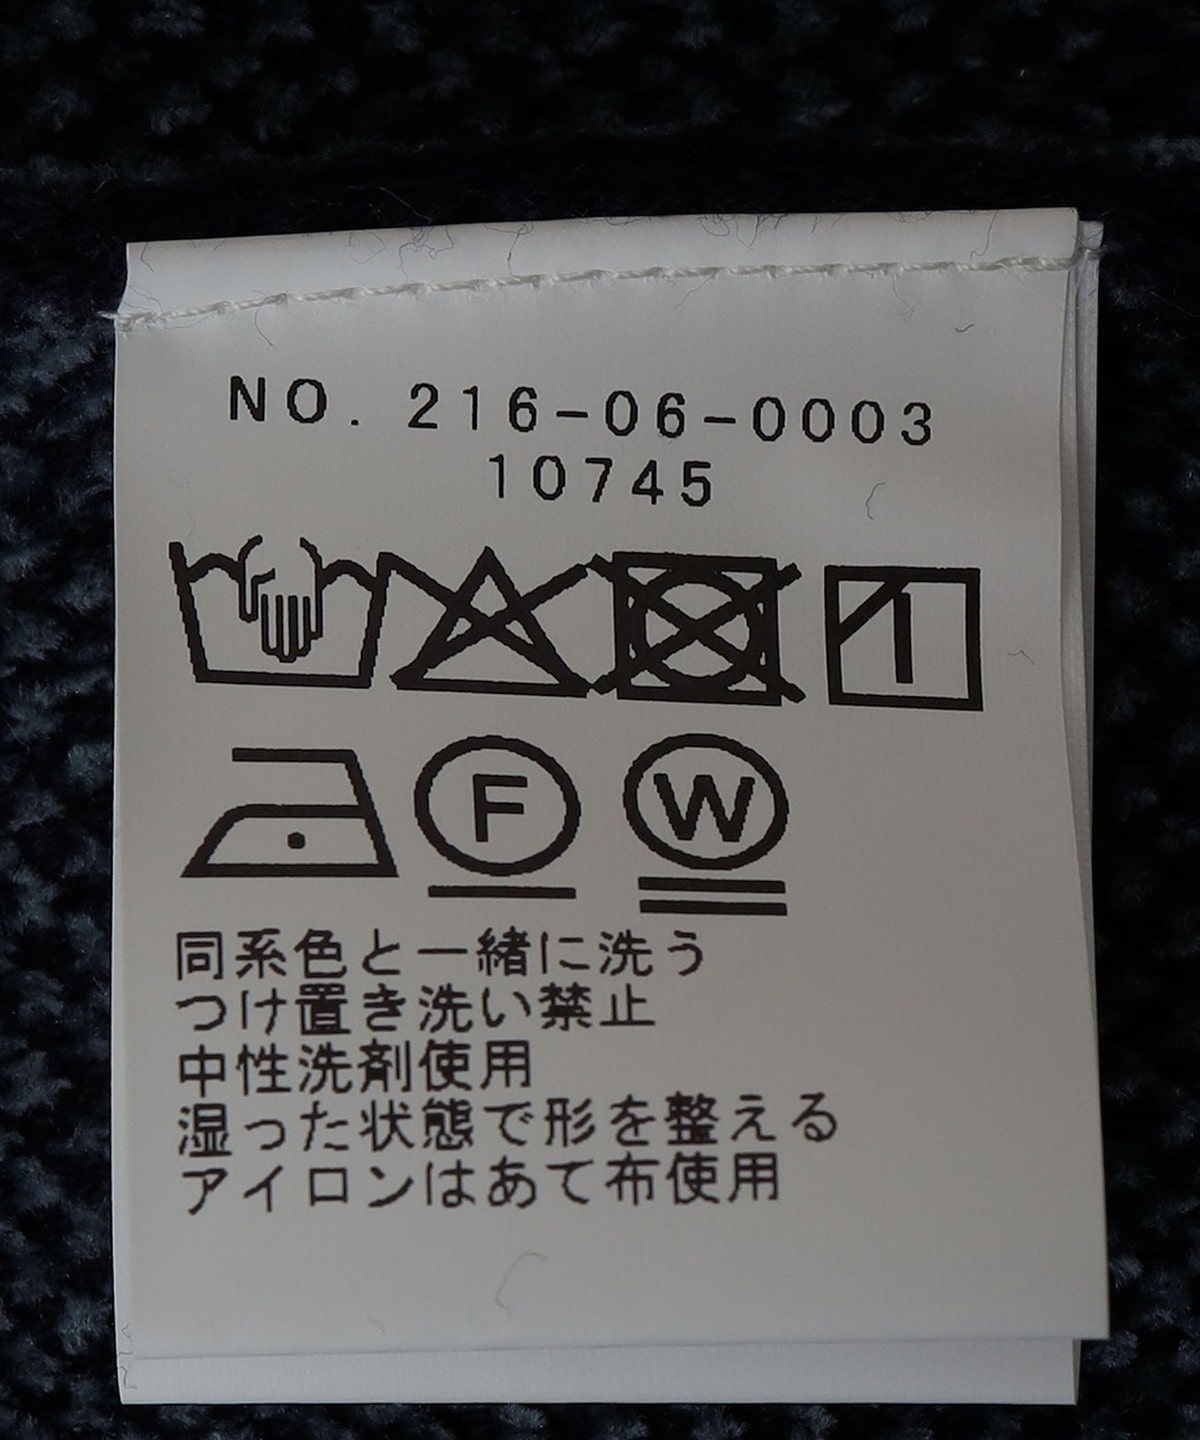 NO. 216-06-0003
10745
F W
同系色と一緒に洗う
つけ置き洗い禁止
中性洗剤使用
湿った状態で形を整える
アイロンはあて布使用